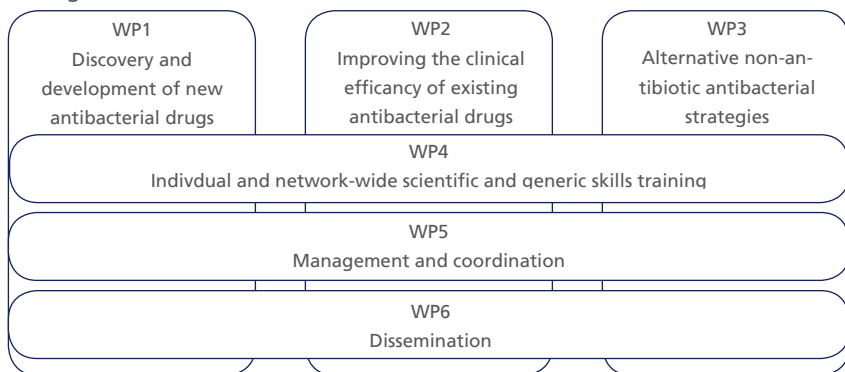 WP1
Discovery and
development of new
antibacterial drugs
WP2
Improving the clinical
efficancy of existing
antibacterial drugs
WP3
Alternative non-an-
tibiotic antibacterial
strategies
WP4
Indivdual and network-wide scientific and generic skills training
WP5
Management and coordination
WP6
Dissemination